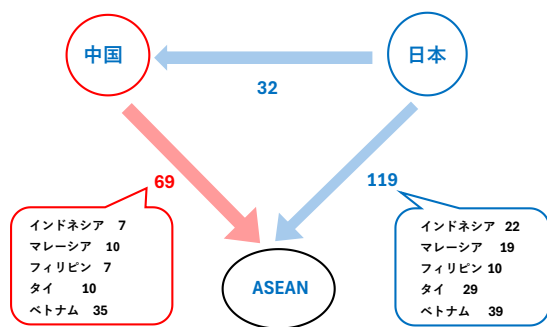 中国
日本
32
69
119
インドネシア 7
マレーシア 10
フィリピン 7
タイ 10
ベトナム 35
インドネシア 22
マレーシア 19
フィリピン 10
タイ 29
ベトナム 39
ASEAN